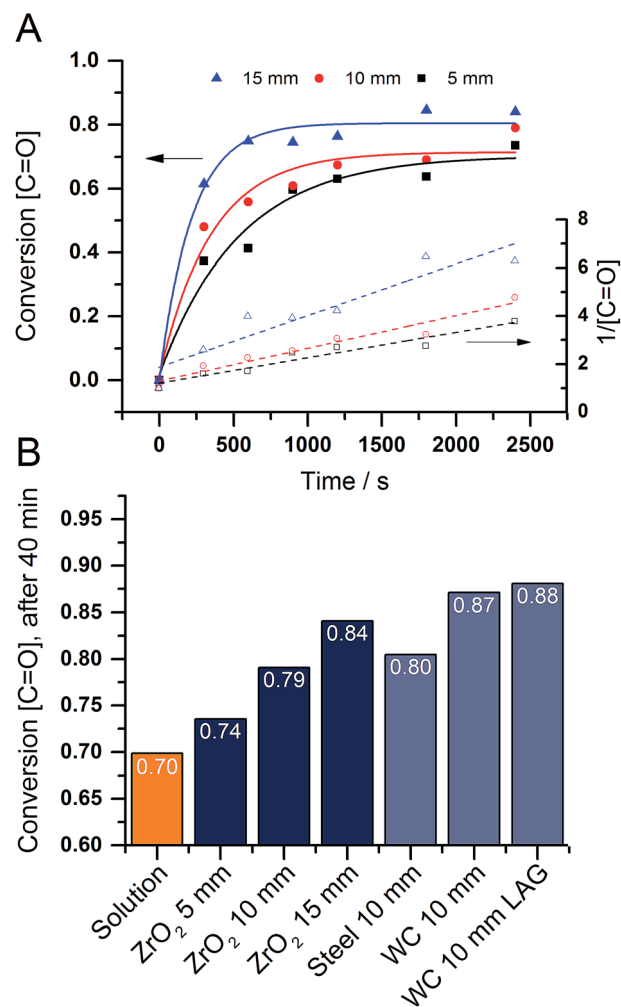 A
15 mm 10 mm 5 mm
Conversion [C=O]
1.0
0.8
0.6
0.4
0.2
0.0
8
6
4
2
0
1/[C=O]
0 500 1000 1500 2000 2500
Time / s
B
Conversion [C=O], after 40 min
0.95
0.90
0.85
0.80
0.75
0.70
0.65
0.60
0.70
0.74
0.79
0.84
0.80
0.87
0.88
Solution
ZrO₂ 5 mm
ZrO₂ 10 mm
ZrO₂ 15 mm
Steel 10 mm
WC 10 mm
WC 10 mm LAG